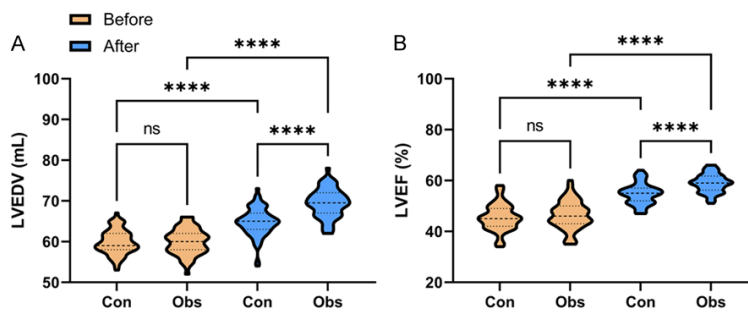 Before
After
A
LVEDV (mL)
100
90
80
70
60
50
****
****
ns
****
Con
Obs
Con
Obs
B
LVEF (%)
100
80
60
40
20
****
****
ns
****
Con
Obs
Con
Obs